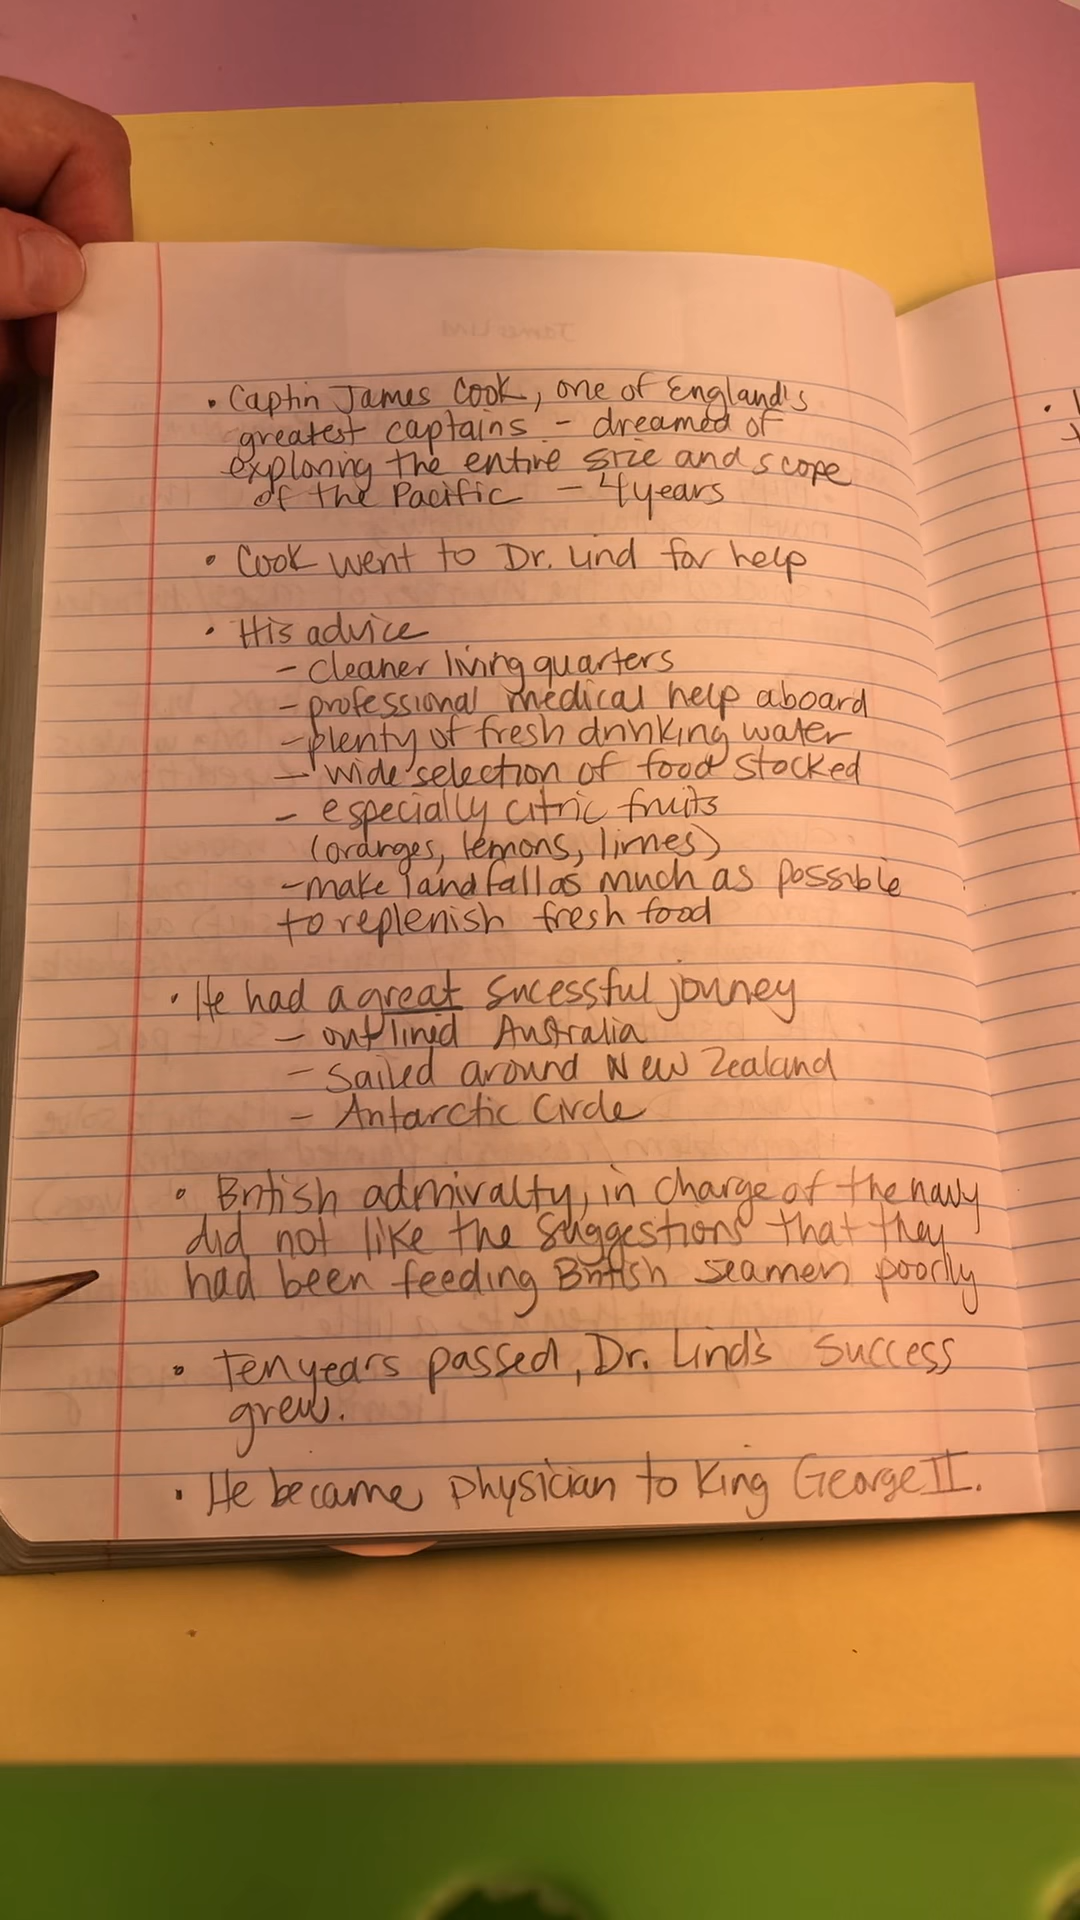 • Captin James Cook, one of England's
greatest captains - dreamed of
exploring the entire size and scope
of the Pacific - 4 years
• Cook went to Dr. Lind for help
• His advice
- cleaner living quarters
- professional medical help aboard
- plenty of fresh drinking water
- wide selection of food stocked
- especially citric fruits
(oranges, lemons, limes)
- make landfall as much as possible
to replenish fresh food
• He had a great sucessful jouney
- outlined Australia
- sailed around New Zealand
- Antarctic Circle
• British admiralty, in charge of the navy
did not like the suggestions that they
had been feeding British seamen poorly
• Ten years passed, Dr. Lind's success
grew.
• He became physician to King George II.